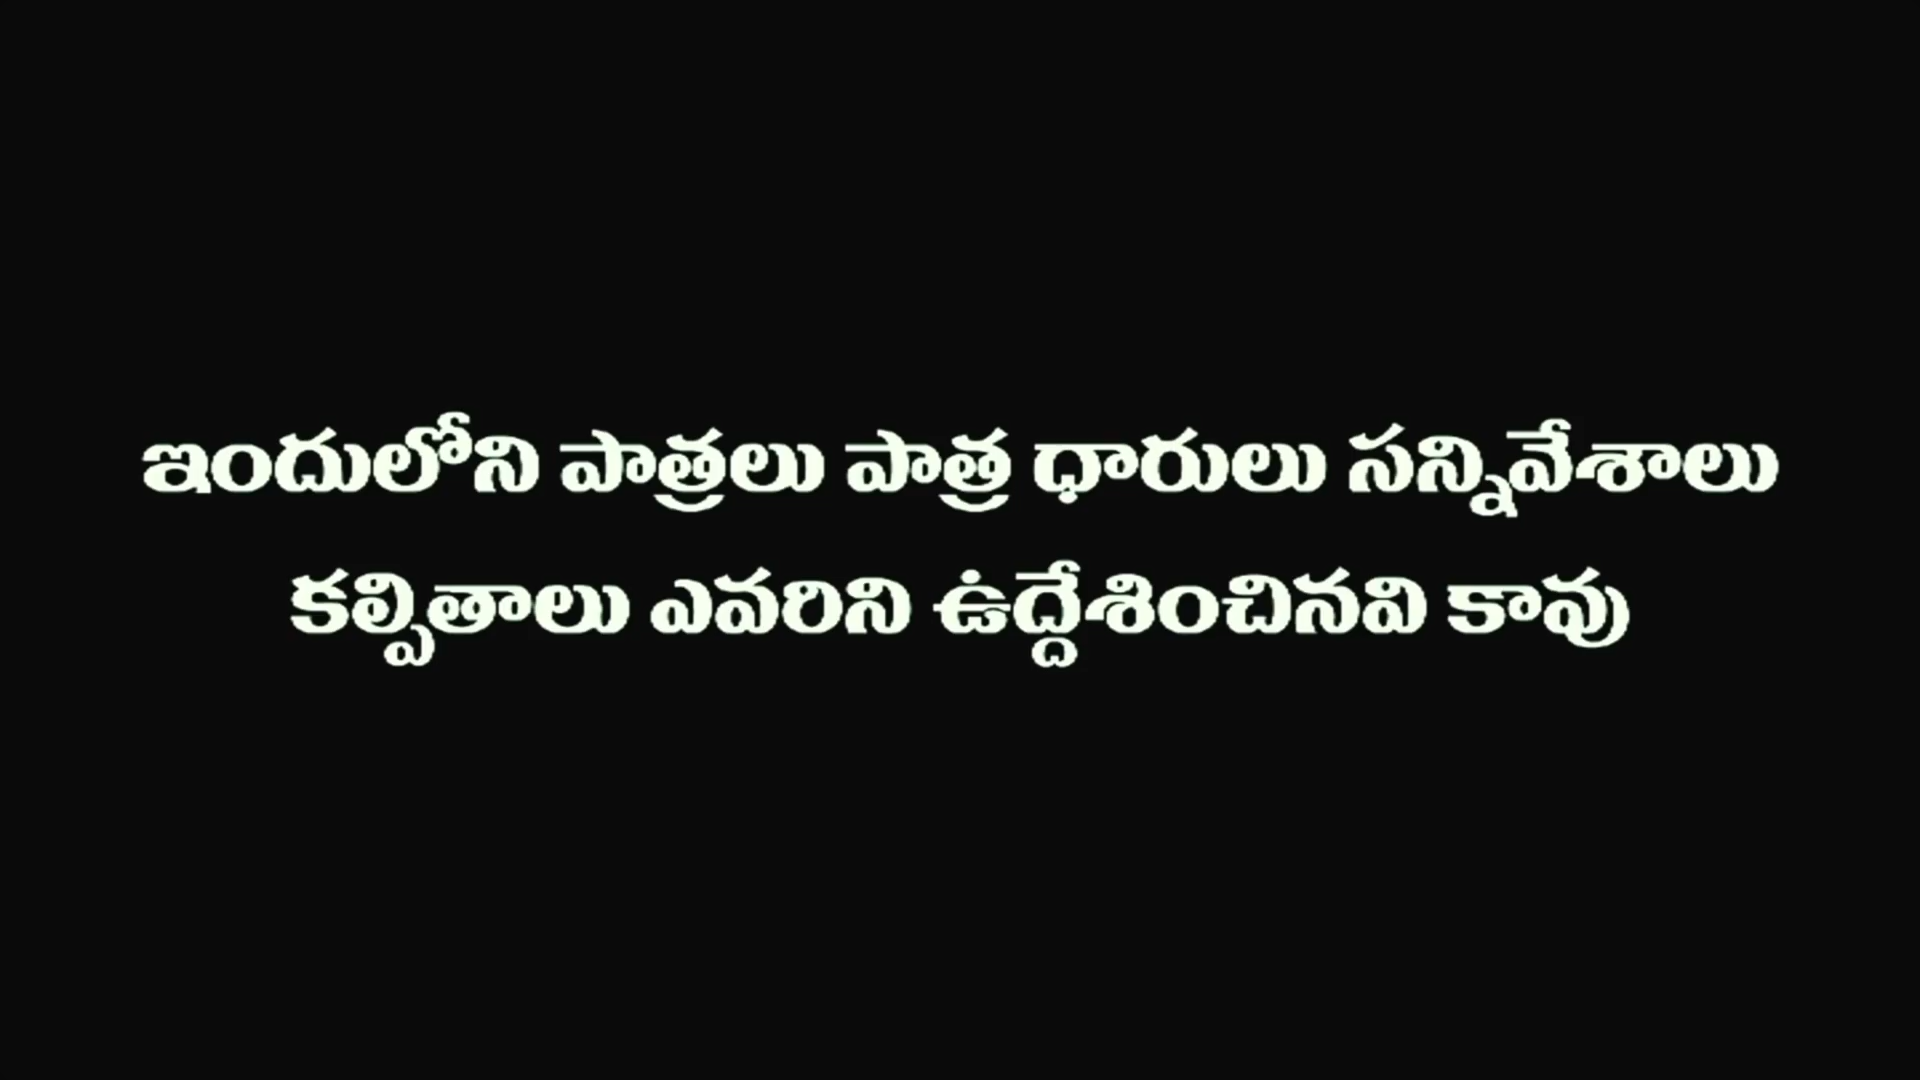 ఇందులోని పాత్రలు పాత్ర ధారులు సన్నివేశాలు
కల్పితాలు ఎవరిని ఉద్దేశించినవి కావు